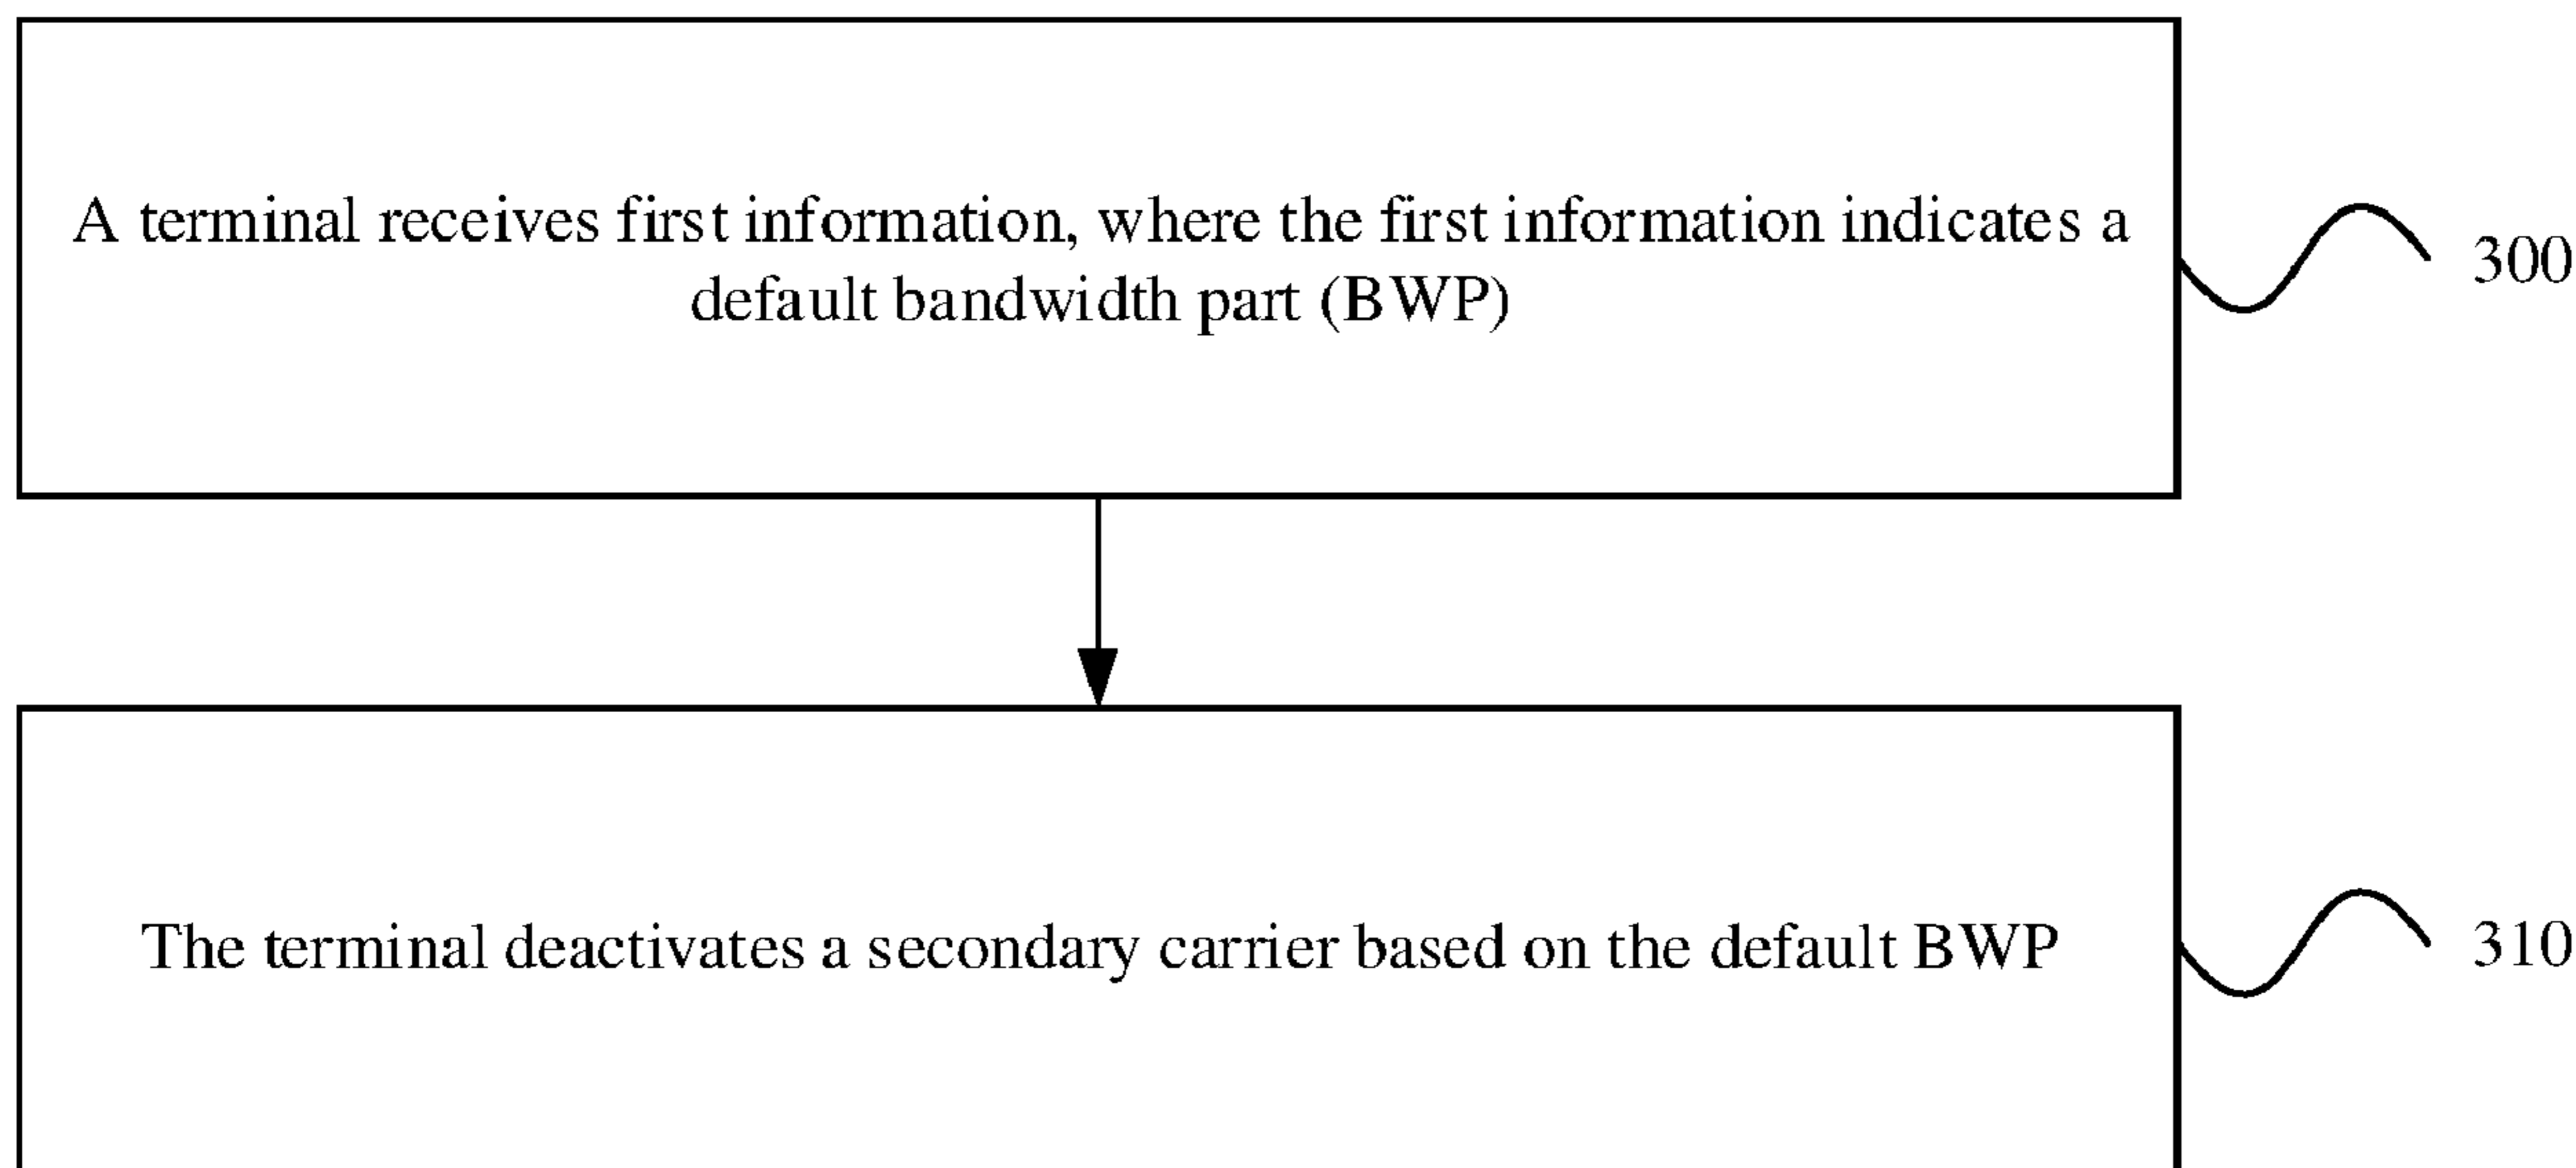 A terminal receives first information, where the first information indicates a
default bandwidth part (BWP)
300
The terminal deactivates a secondary carrier based on the default BWP
310